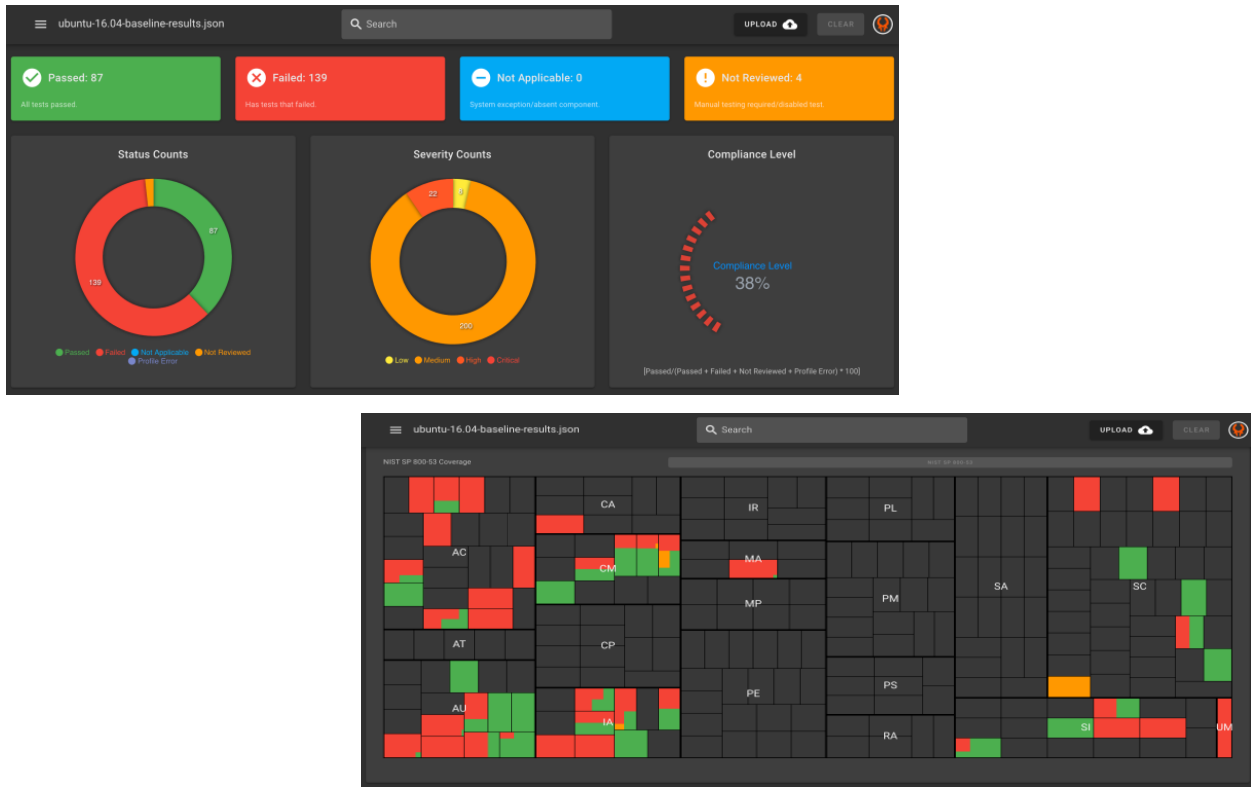 ubuntu-16.04-baseline-results.json
Search
UPLOAD
CLEAR
Passed: 87
All tests passed.
Failed: 139
Has tests that failed.
Not Applicable: 0
System exception/absent component.
Not Reviewed: 4
Manual testing required/disabled test.
Status Counts
87
139
Passed Failed Not Applicable Not Reviewed
Profile Error
Severity Counts
22
200
Low Medium High Critical
Compliance Level
Compliance Level
38%
[Passed/(Passed + Failed + Not Reviewed + Profile Error) * 100]
ubuntu-16.04-baseline-results.json
Search
UPLOAD
CLEAR
NIST SP 800-53 Coverage
NIST SP 800-53
AC
AT
AU
CA
CM
CP
IA
IR
MA
MP
PE
PL
PM
PS
RA
SA
SC
SI
UM